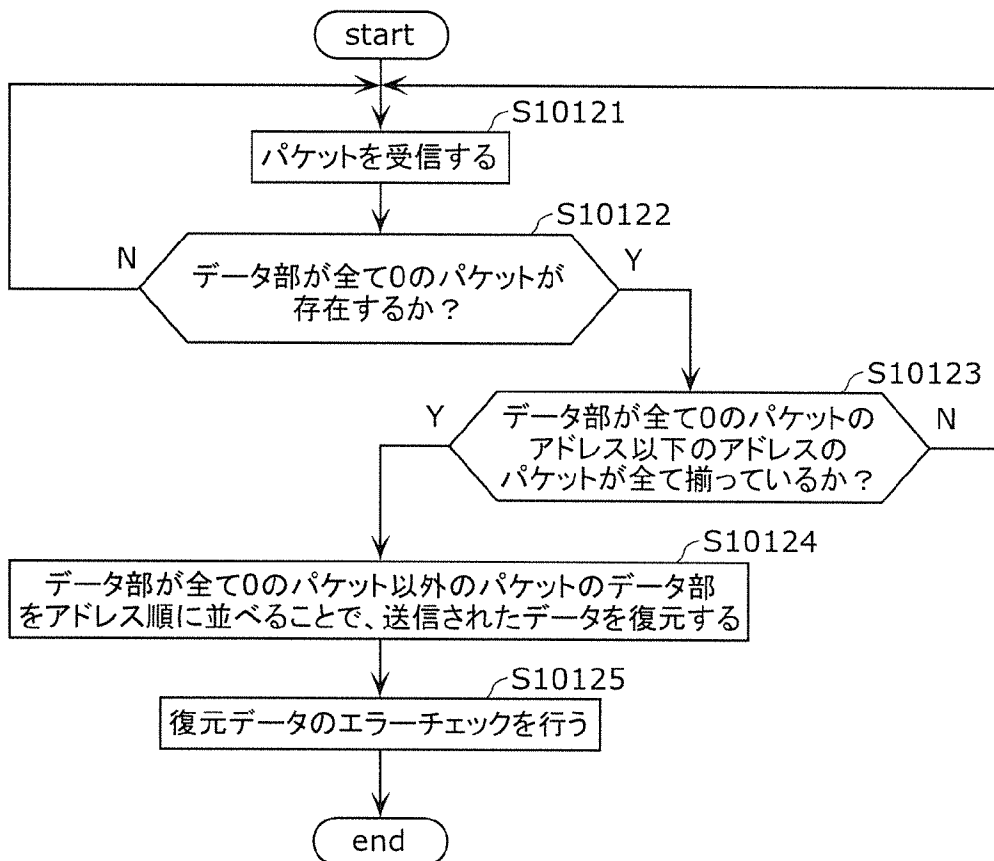 start
S10121
パケットを受信する
S10122
N
Y
データ部が全て0のパケットが
存在するか?
S10123
Y
N
データ部が全て0のパケットの
アドレス以下のアドレスの
パケットが全て揃っているか?
S10124
データ部が全て0のパケット以外のパケットのデータ部
をアドレス順に並べることで、送信されたデータを復元する
S10125
復元データのエラーチェックを行う
end